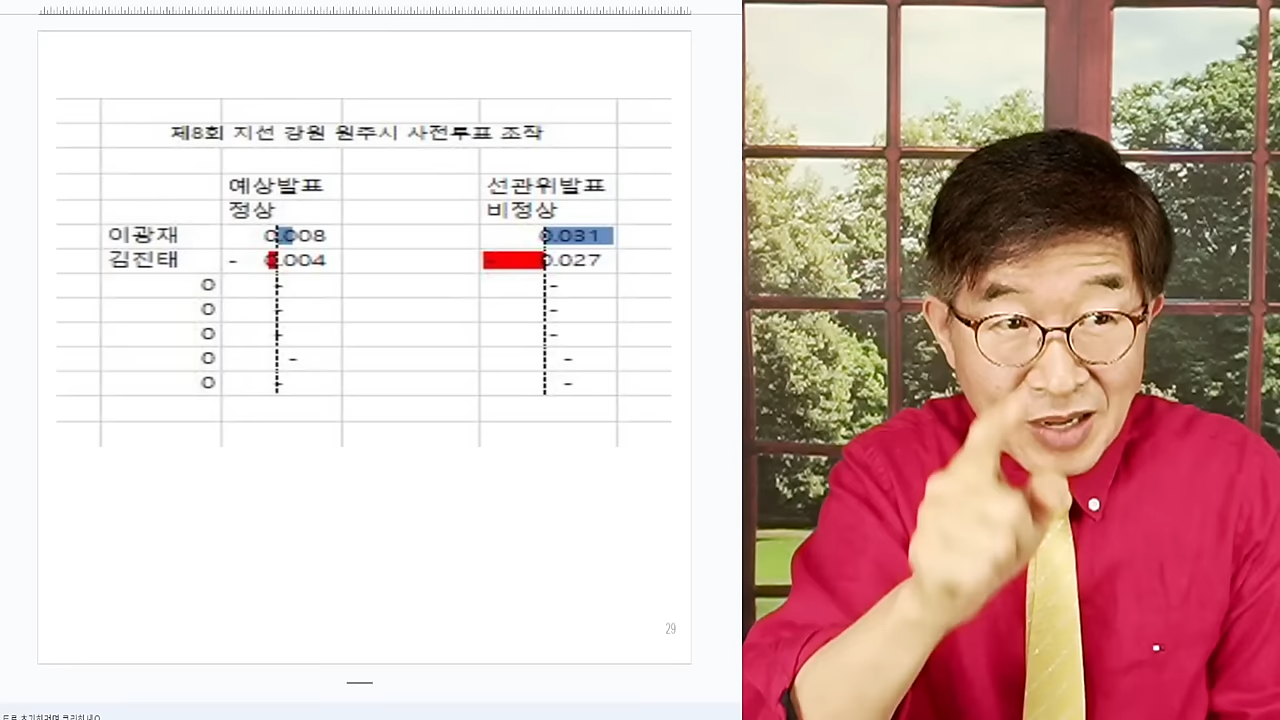 제8회 지선 강원 원주시 사전투표 조작
예상발표 선관위발표
정상 비정상
이광재 0.008 0.031
김진태 - 0.004 - 0.027
0 - -
0 - -
0 - -
0 - -
0 - -
29